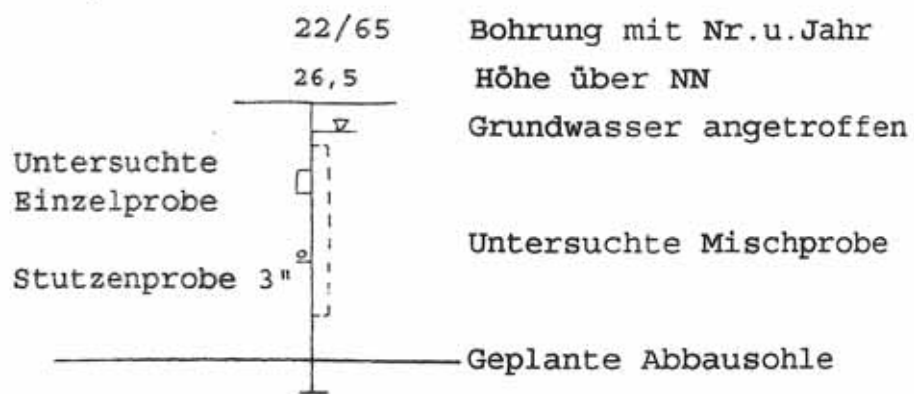 22/65 Bohrung mit Nr.u.Jahr
26,5 Höhe über NN
Grundwasser angetroffen
Untersuchte
Einzelprobe
Untersuchte Mischprobe
Stutzenprobe 3"
Geplante Abbausohle